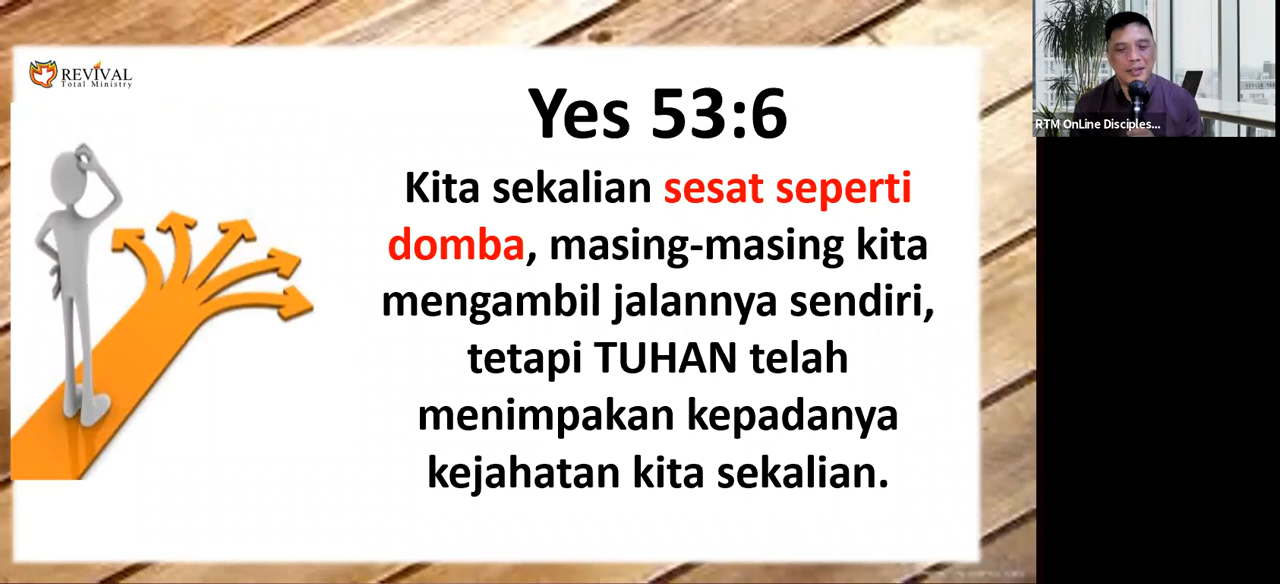 REVIVAL
Total Ministry
Yes 53:6
Kita sekalian sesat seperti
domba, masing-masing kita
mengambil jalannya sendiri,
tetapi TUHAN telah
menimpakan kepadanya
kejahatan kita sekalian.
RTM OnLine Disciples...